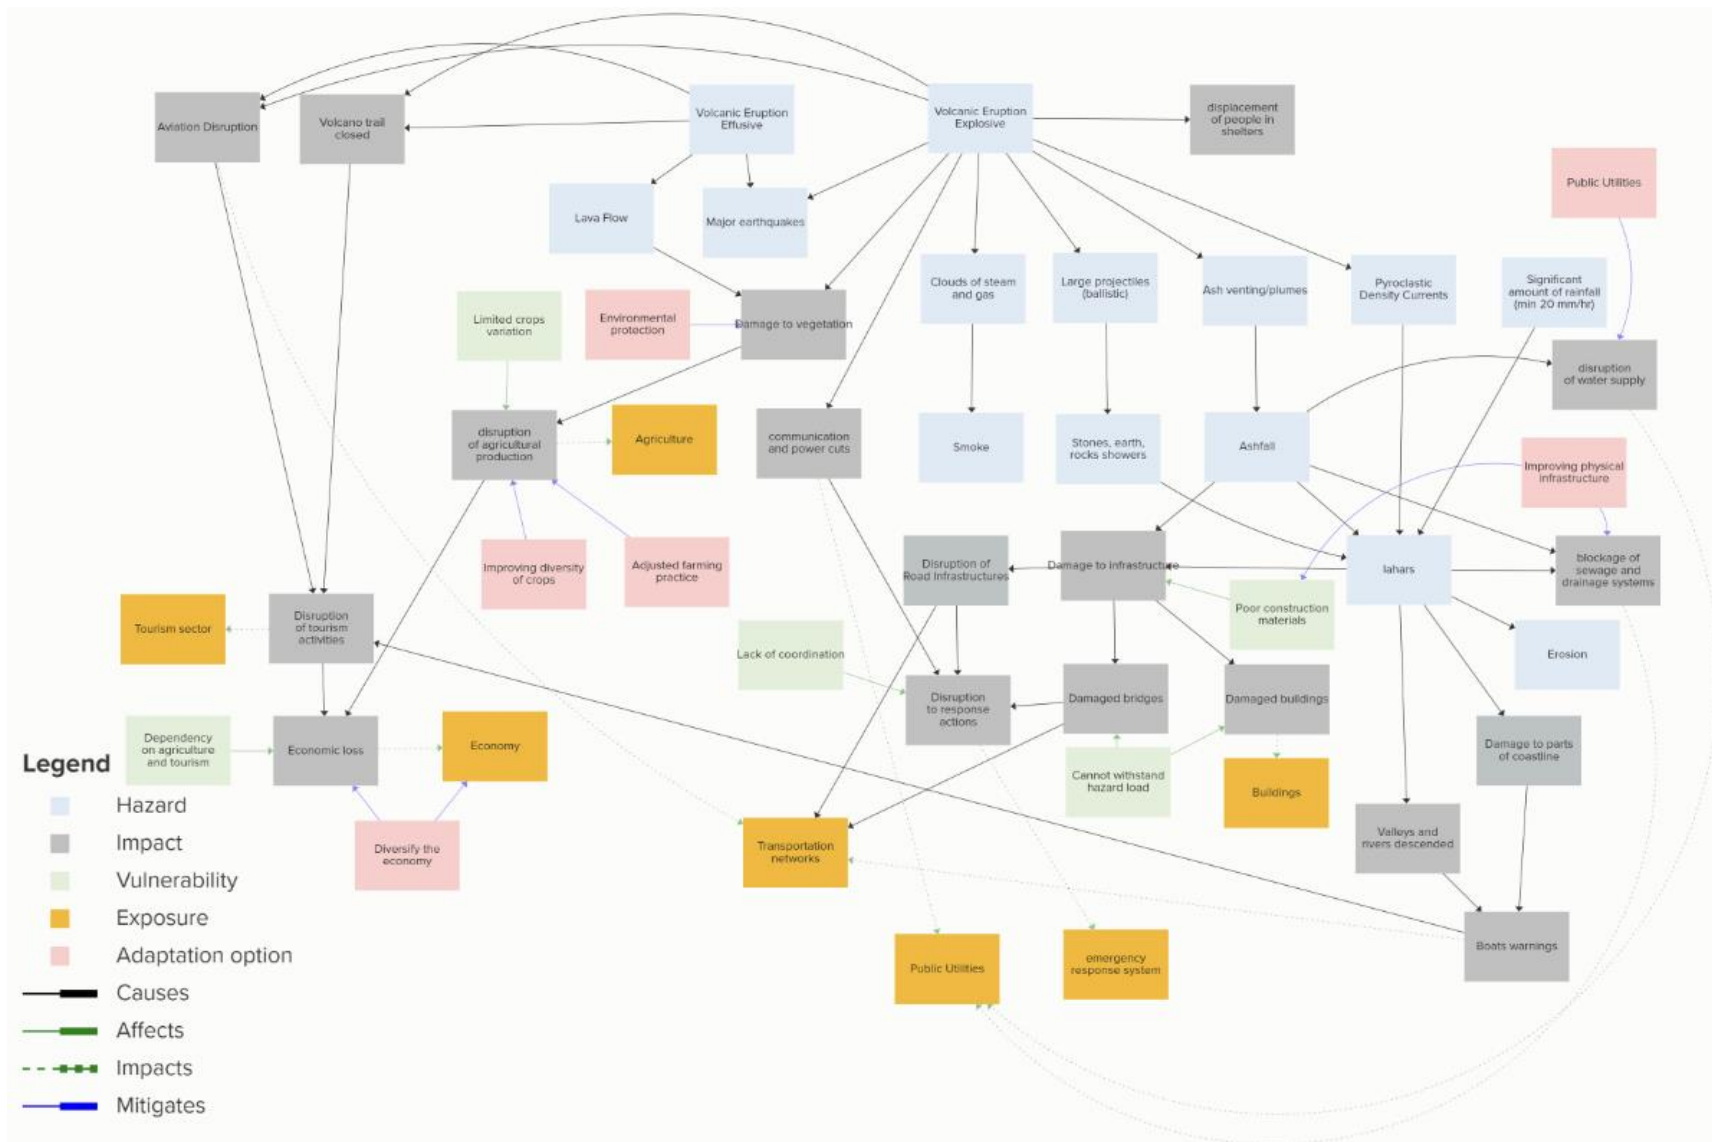 Aviation Disruption
Volcano trail
closed
Volcanic Eruption
Effusive
Volcanic Eruption
Explosive
displacement
of people in
shelters
Public Utilities
Lava Flow
Major earthquakes
Clouds of steam
and gas
Large projectiles
(ballistic)
Ash venting/plumes
Pyroclastic
Density Currents
Significant
amount of rainfall
(min 20 mm/hr)
Limited crops
variation
Environmental
protection
Damage to vegetation
disruption
of water supply
disruption
of agricultural
production
Agriculture
communication
and power cuts
Smoke
Stones, earth,
rocks showers
Ashfall
Improving physical
infrastructure
Improving diversity
of crops
Adjusted farming
practice
Disruption of
Road Infrastructures
Damage to infrastructure
lahars
blockage of
sewage and
drainage systems
Tourism sector
Disruption
of tourism
activities
Lack of coordination
Poor construction
materials
Erosion
Disruption
to response
actions
Damaged bridges
Damaged buildings
Dependency
on agriculture
and tourism
Economic loss
Economy
Cannot withstand
hazard load
Buildings
Damage to parts
of coastline
Diversify the
economy
Transportation
networks
Valleys and
rivers descended
Public Utilities
emergency
response system
Boats warnings
Legend
Hazard
Impact
Vulnerability
Exposure
Adaptation option
Causes
Affects
Impacts
Mitigates